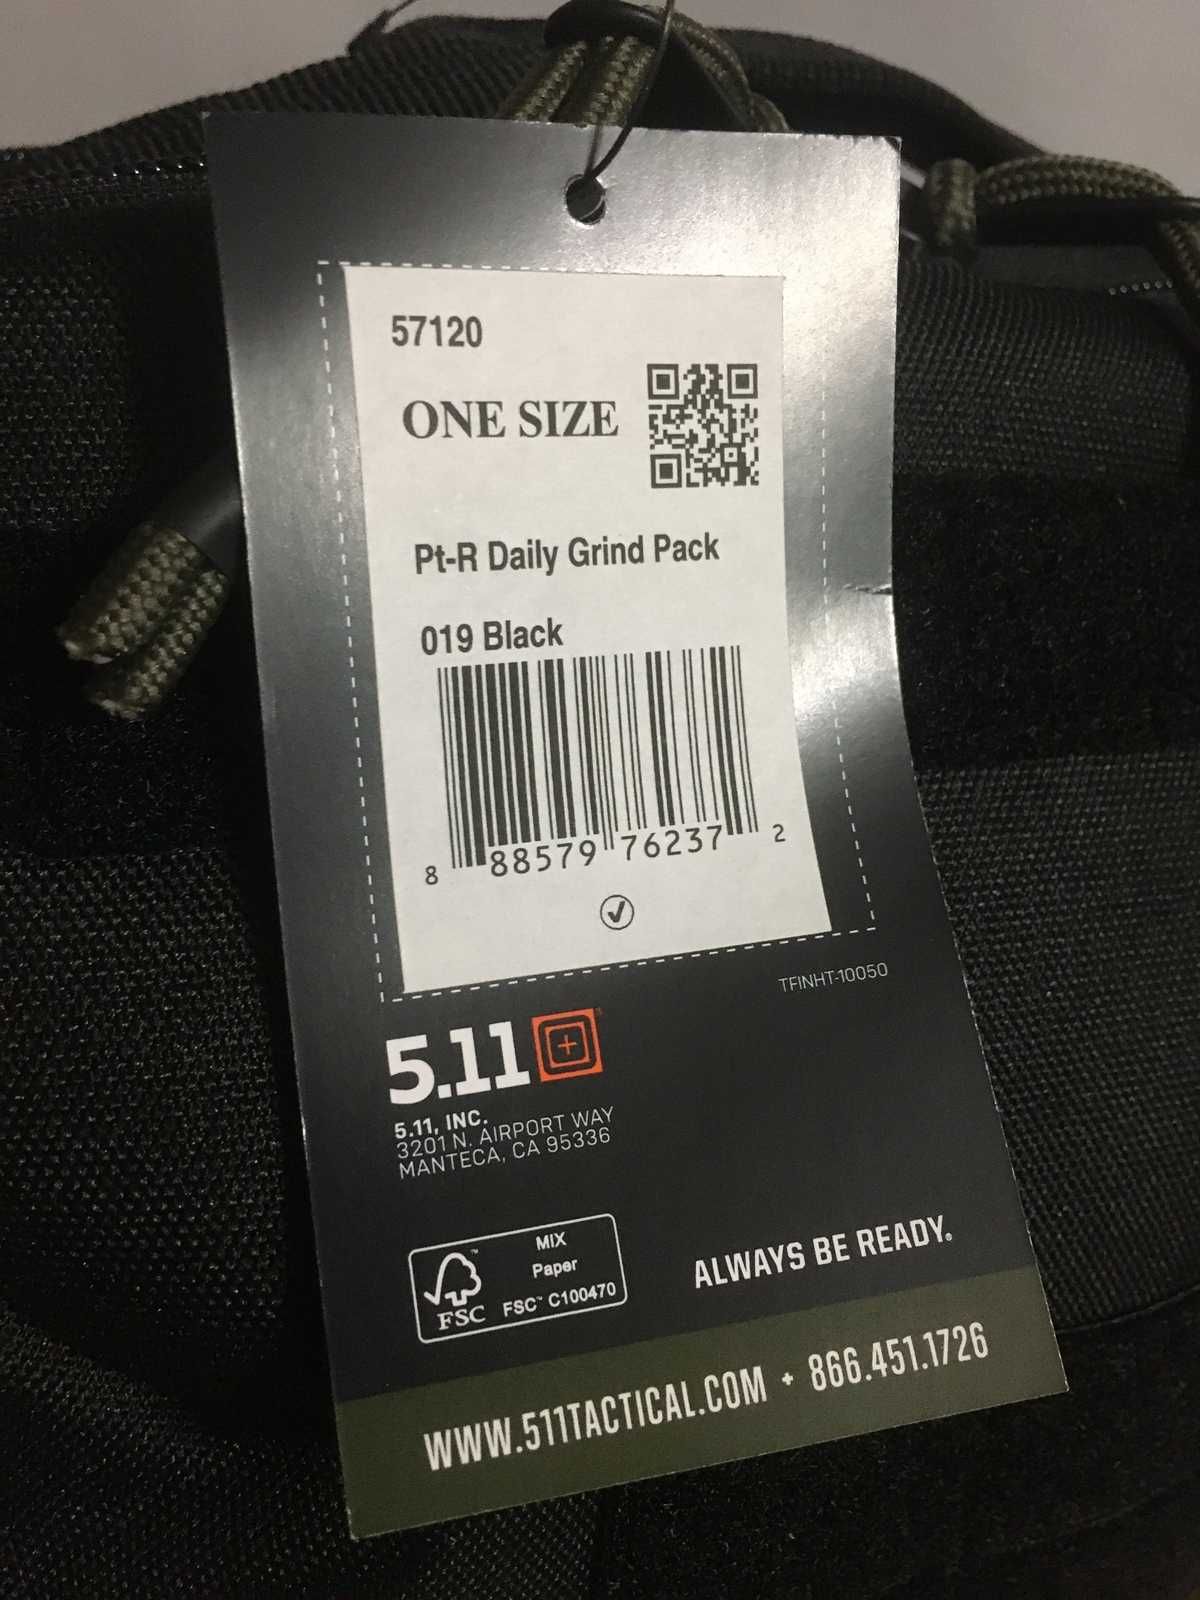 57120
ONE SIZE
Pt-R Daily Grind Pack
019 Black
8 88579 76237 2
TFINHT-10050
5.11
5.11, INC.
3201 N. AIRPORT WAY
MANTECA, CA 95336
MIX
Paper
FSC™ C100470
™
FSC
ALWAYS BE READY®
WWW.511TACTICAL.COM • 866.451.1726